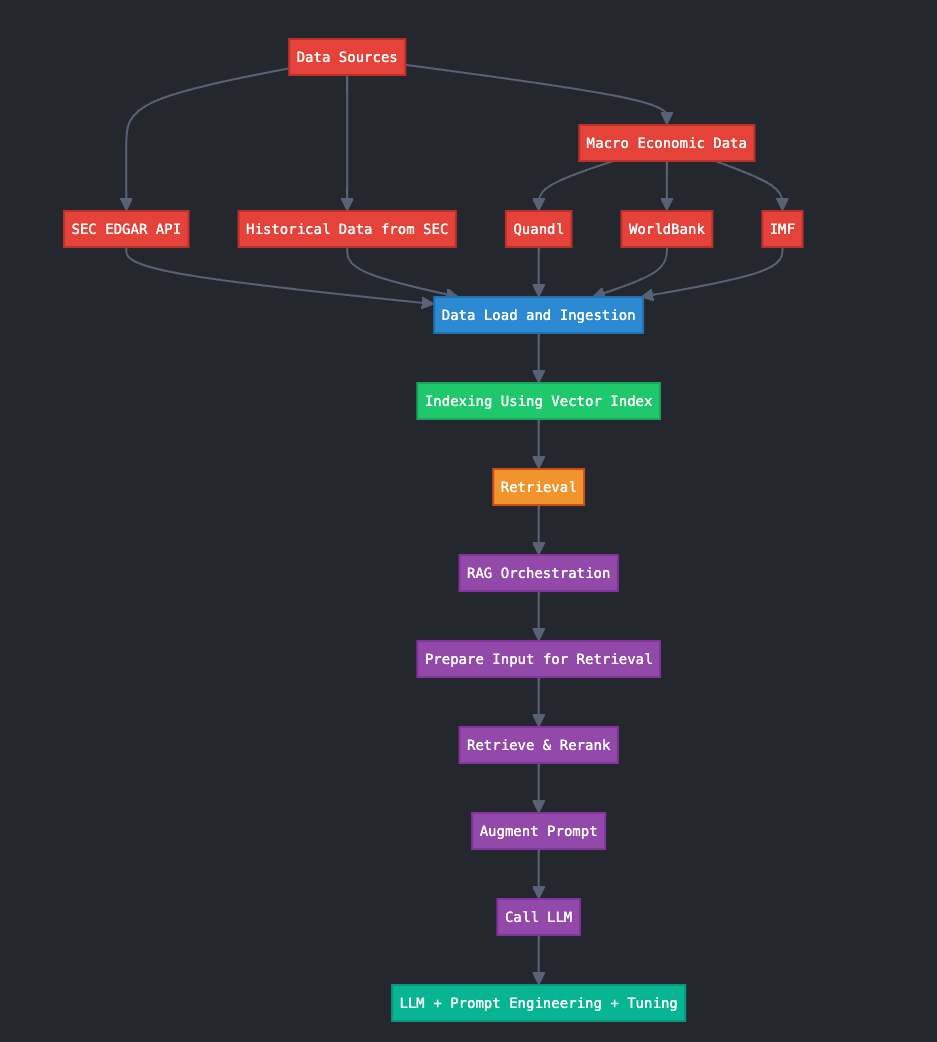 Data Sources
Macro Economic Data
SEC EDGAR API
Historical Data from SEC
Quandl
WorldBank
IMF
Data Load and Ingestion
Indexing Using Vector Index
Retrieval
RAG Orchestration
Prepare Input for Retrieval
Retrieve & Rerank
Augment Prompt
Call LLM
LLM + Prompt Engineering + Tuning